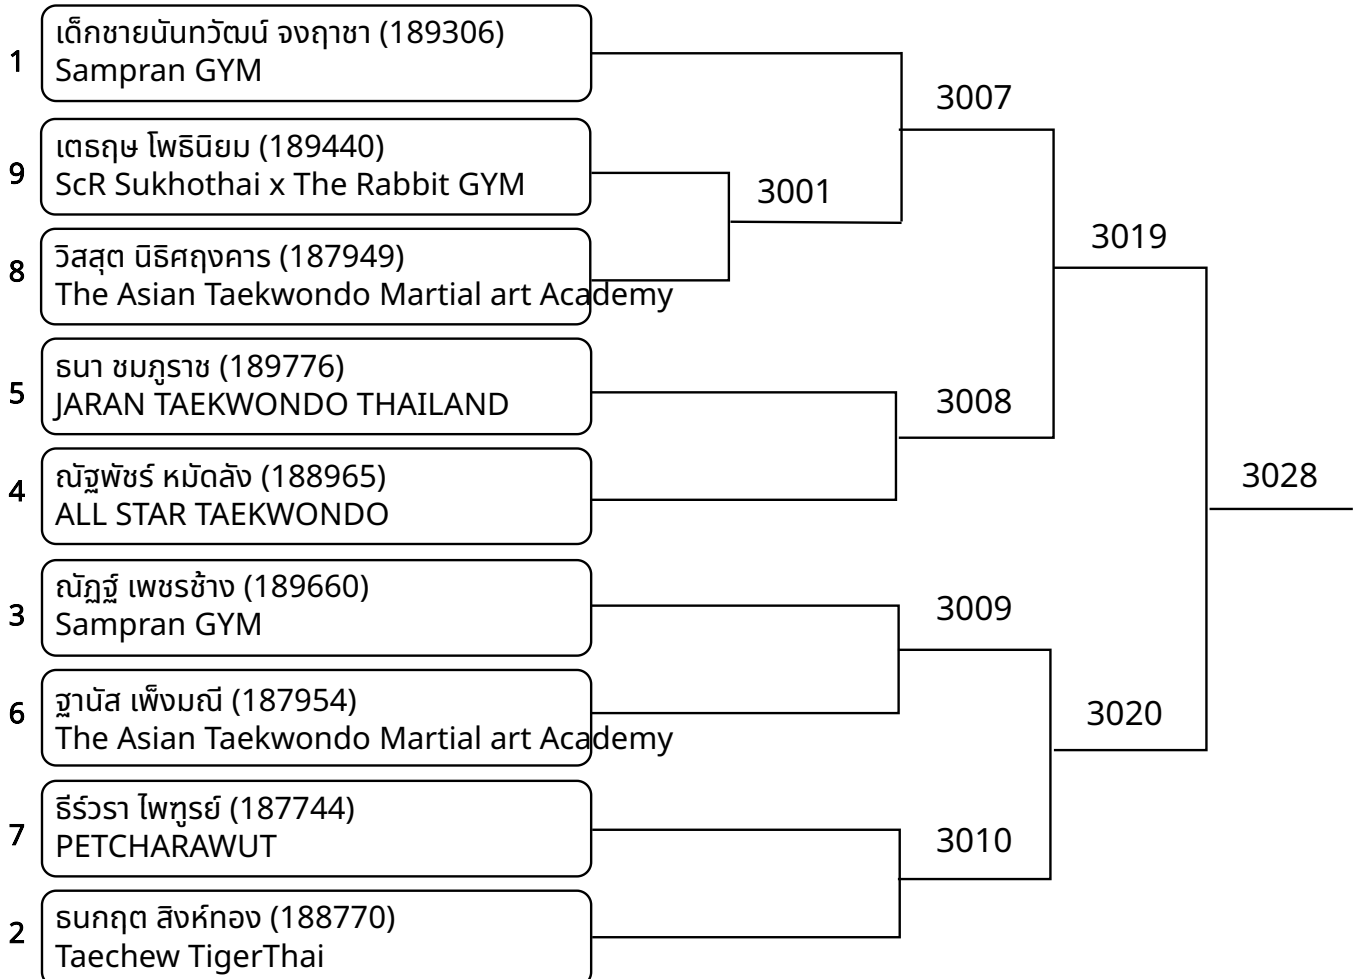 1
เด็กชายนันทวัฒน์ จงฤาชา (189306)
Sampran GYM
3007
9
เตธฤษ โพธินิยม (189440)
ScR Sukhothai x The Rabbit GYM
3001
3019
8
วิสสุต นิธิศฤงคาร (187949)
The Asian Taekwondo Martial art Academy
5
ธนา ชมภูราช (189776)
JARAN TAEKWONDO THAILAND
3008
4
ณัฐพัชร์ หมัดลัง (188965)
ALL STAR TAEKWONDO
3028
3
ณัฏฐ์ เพชรช้าง (189660)
Sampran GYM
3009
6
ฐานัส เพ็งมณี (187954)
The Asian Taekwondo Martial art Academy
3020
7
ธีร์วรา ไพฑูรย์ (187744)
PETCHARAWUT
3010
2
ธนกฤต สิงห์ทอง (188770)
Taechew TigerThai